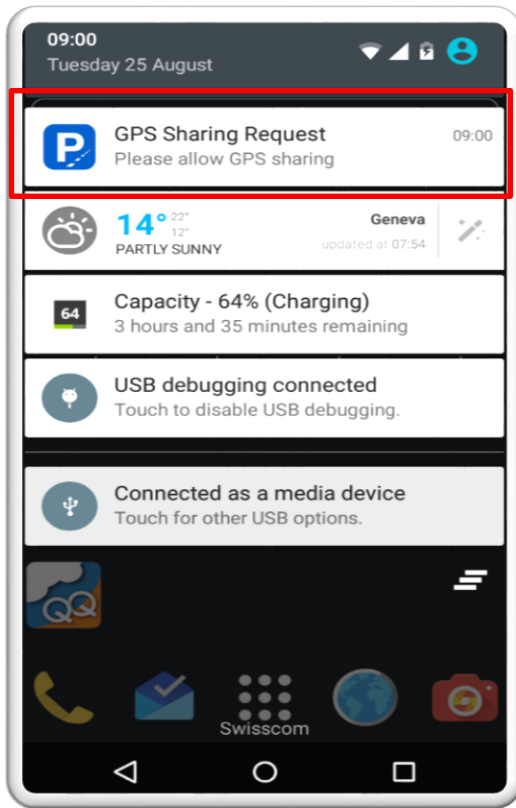 09:00
Tuesday 25 August
P
GPS Sharing Request 09:00
Please allow GPS sharing
14° 22° Geneva
12°
PARTLY SUNNY updated at 07:54
64
Capacity - 64% (Charging)
3 hours and 35 minutes remaining
USB debugging connected
Touch to disable USB debugging.
Connected as a media device
Touch for other USB options.
QQ
Swisscom